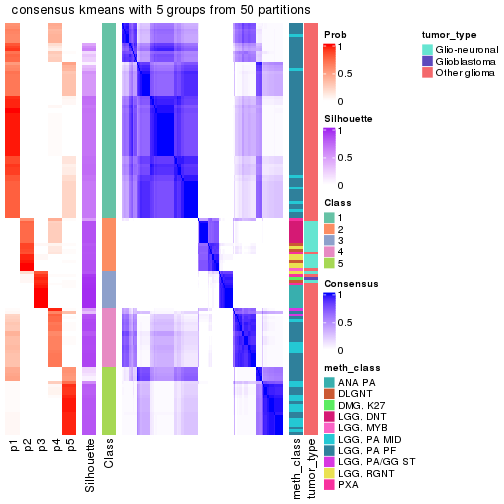 consensus kmeans with 5 groups from 50 partitions
p1
p2
p3
p4
p5
Silhouette
Class
meth_class
tumor_type
Prob
1
0.5
0
Silhouette
1
0.5
0
Class
1
2
3
4
5
Consensus
1
0.5
0
meth_class
ANA PA
DLGNT
DMG. K27
LGG. DNT
LGG. MYB
LGG. PA MID
LGG. PA PF
LGG. PA/GG ST
LGG. RGNT
PXA
tumor_type
Glio-neuronal
Glioblastoma
Other glioma